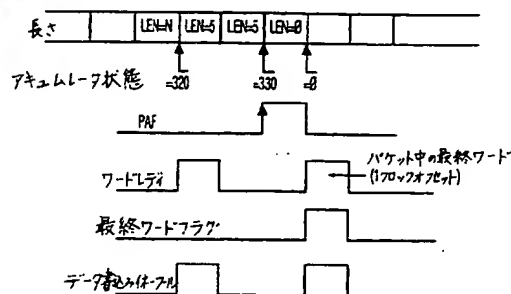 長さ LEN=N LEN=5 LEN=5 LEN=0
アキュムレータ状態 =320 =330 =0
PAF
ワードレディ
パケット中の最終ワード
(1クロックオフセット)
最終ワードフラグ
データ書込みイネーブル